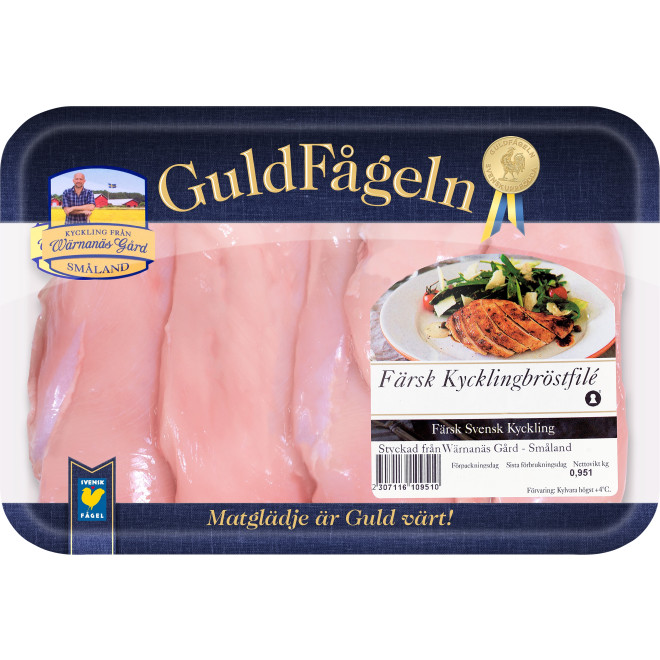 GuldFågeln
GULDFÅGELN
KYCKLING FRÅN
Wärnanäs Gård
SMÅLAND
Färsk Kycklingbröstfilé
Färsk Svensk Kyckling
Styckad från Wärnanäs Gård - Småland
Förpackningsdag Sista förbrukningsdag Nettovikt kg
0,951
2 307116 109510
Förvaring: Kylvara högst +4°C.
SVENSK
FÅGEL
Matglädje är Guld värt!